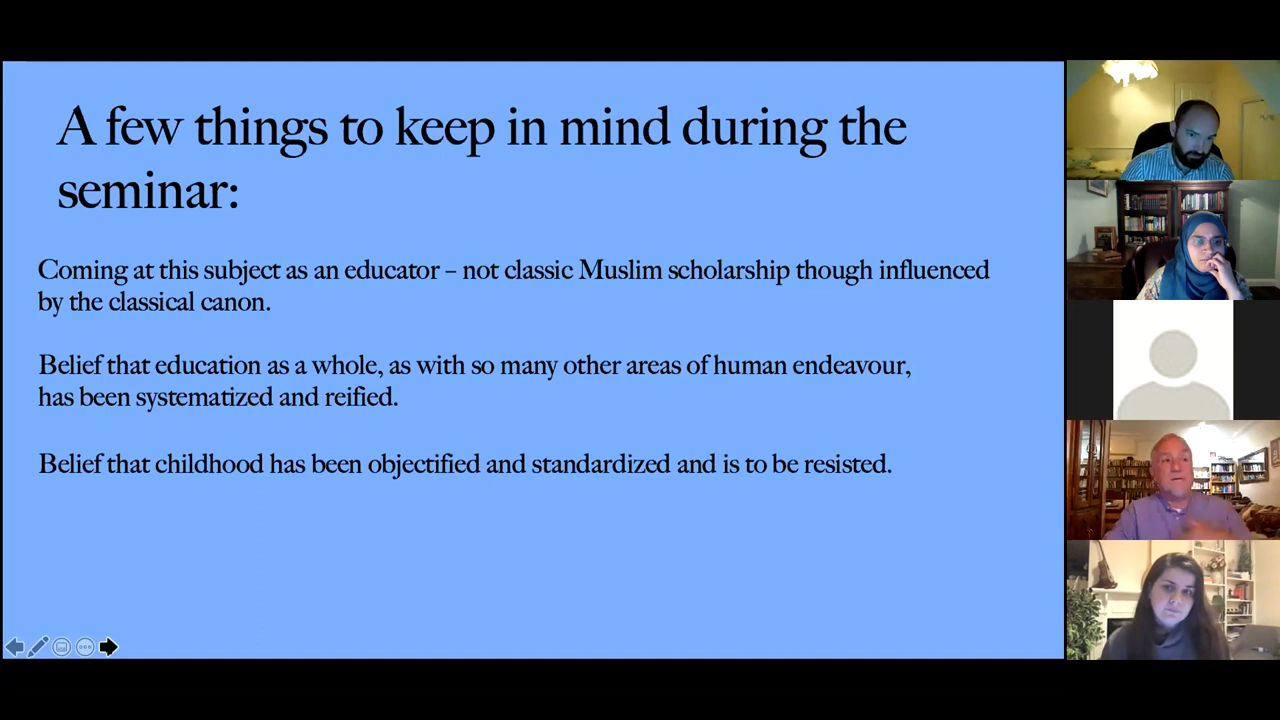 A few things to keep in mind during the
seminar:
Coming at this subject as an educator – not classic Muslim scholarship though influenced
by the classical canon.
Belief that education as a whole, as with so many other areas of human endeavour,
has been systematized and reified.
Belief that childhood has been objectified and standardized and is to be resisted.